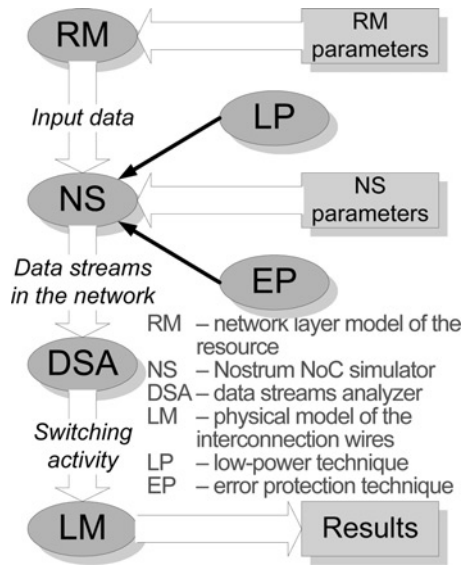 RM
RM
parameters
Input data
LP
NS
NS
parameters
Data streams
in the network
EP
RM – network layer model of the
resource
NS – Nostrum NoC simulator
DSA – data streams analyzer
LM – physical model of the
interconnection wires
LP – low-power technique
EP – error protection technique
DSA
Switching
activity
LM
Results